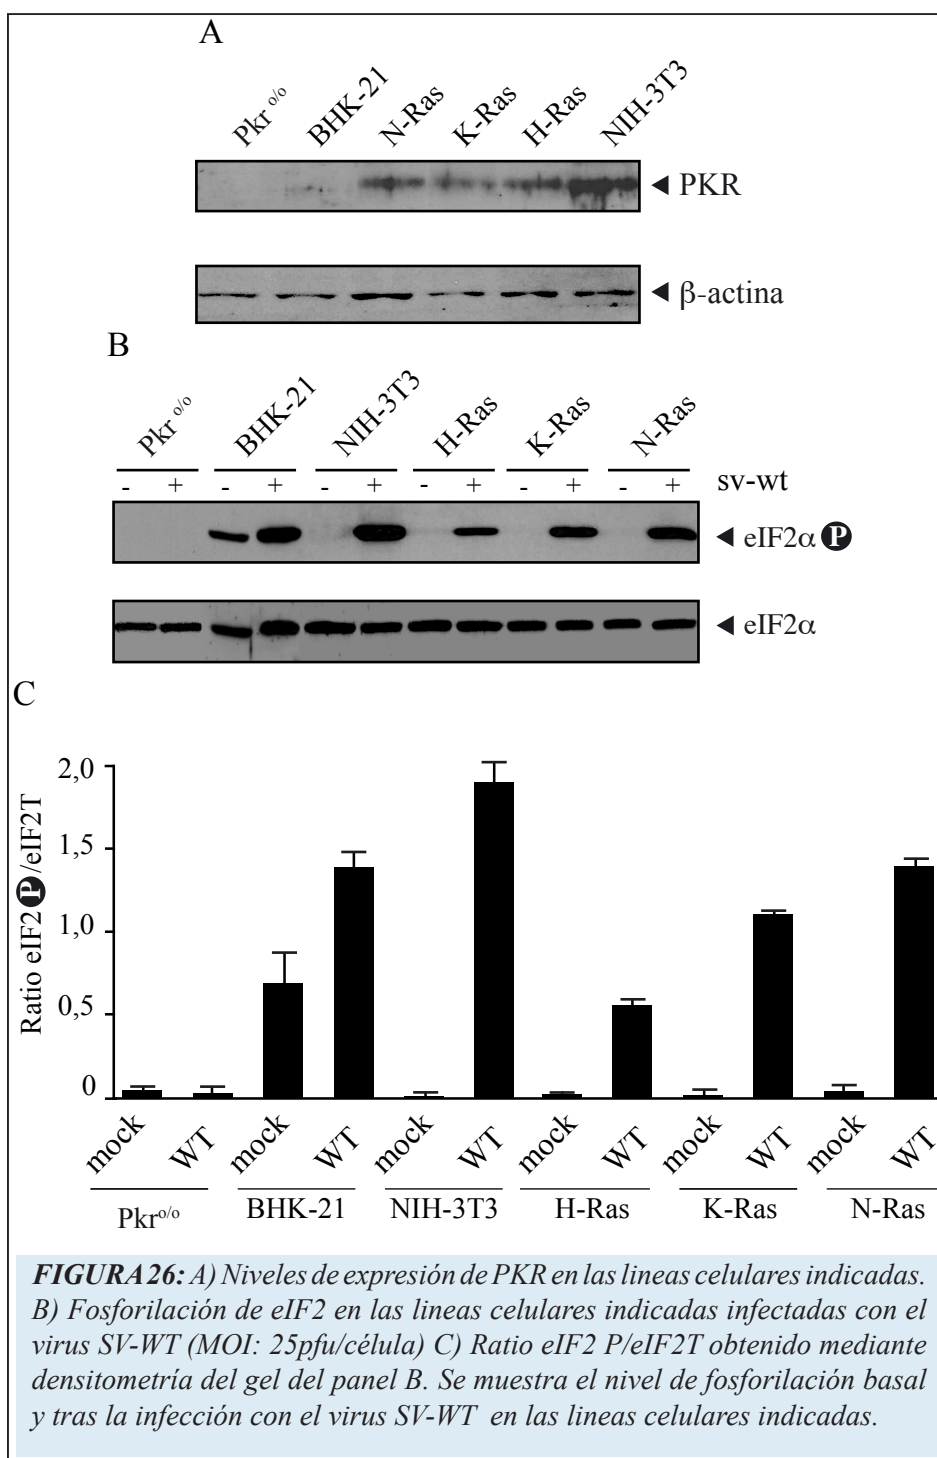 A
Pkr o/o BHK-21 N-Ras K-Ras H-Ras NIH-3T3
◄ PKR
◄ β-actina
B
Pkr o/o BHK-21 NIH-3T3 H-Ras K-Ras N-Ras
- + - + - + - + - + - + sv-wt
◄ eIF2α P
◄ eIF2α
C
Ratio eIF2 P/eIF2T
2,0
1,5
1,0
0,5
0
mock WT mock WT mock WT mock WT mock WT mock WT
Pkr o/o BHK-21 NIH-3T3 H-Ras K-Ras N-Ras
FIGURA 26: A) Niveles de expresión de PKR en las lineas celulares indicadas.
B) Fosforilación de eIF2 en las lineas celulares indicadas infectadas con el
virus SV-WT (MOI: 25pfu/célula) C) Ratio eIF2 P/eIF2T obtenido mediante
densitometría del gel del panel B. Se muestra el nivel de fosforilación basal
y tras la infección con el virus SV-WT en las lineas celulares indicadas.